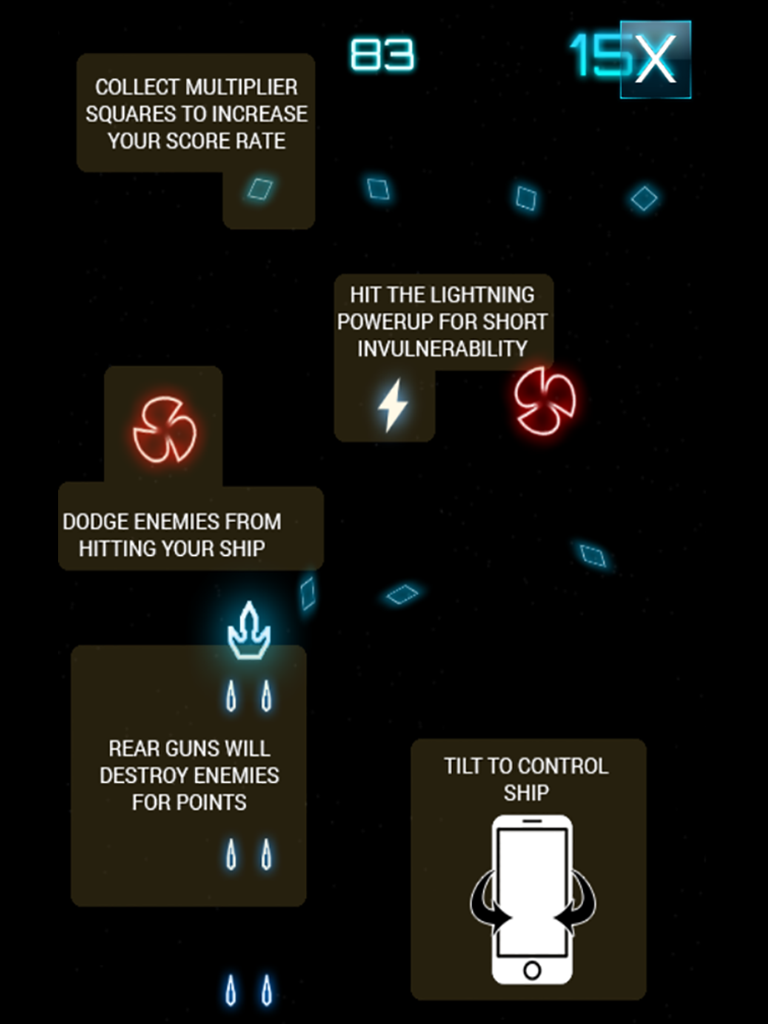 83
15X
COLLECT MULTIPLIER
SQUARES TO INCREASE
YOUR SCORE RATE
HIT THE LIGHTNING
POWERUP FOR SHORT
INVULNERABILITY
DODGE ENEMIES FROM
HITTING YOUR SHIP
REAR GUNS WILL
DESTROY ENEMIES
FOR POINTS
TILT TO CONTROL
SHIP